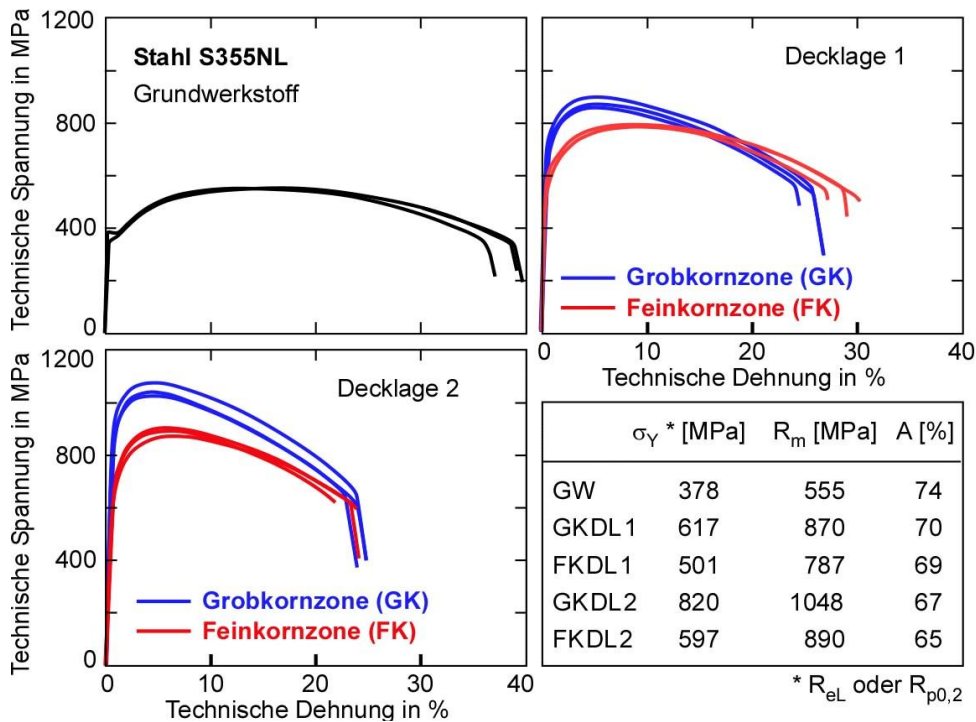 Technische Spannung in MPa
1200
800
400
0
Stahl S355NL
Grundwerkstoff
Decklage 1
Grobkornzone (GK)
Feinkornzone (FK)
0
10
20
30
40
Technische Dehnung in %
Technische Spannung in MPa
1200
800
400
0
Decklage 2
Grobkornzone (GK)
Feinkornzone (FK)
0
10
20
30
40
Technische Dehnung in %
σY * [MPa] Rm [MPa] A [%]
GW 378 555 74
GKDL1 617 870 70
FKDL1 501 787 69
GKDL2 820 1048 67
FKDL2 597 890 65
* ReL oder Rp0,2